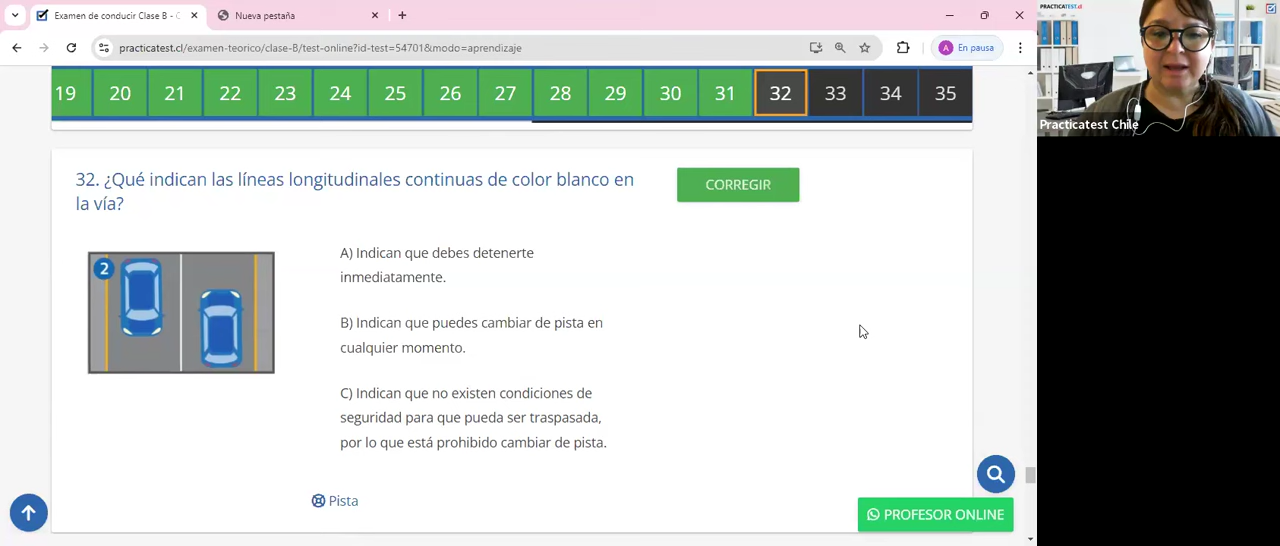 Examen de conducir Clase B - C
Nueva pestaña
practicatest.cl/examen-teorico/clase-B/test-online?id-test=54701&modo=aprendizaje
A En pausa
PRACTICATEST.CL
Practicatest Chile
19 20 21 22 23 24 25 26 27 28 29 30 31 32 33 34 35
32. ¿Qué indican las líneas longitudinales continuas de color blanco en
la vía?
CORREGIR
2
A) Indican que debes detenerte
inmediatamente.
B) Indican que puedes cambiar de pista en
cualquier momento.
C) Indican que no existen condiciones de
seguridad para que pueda ser traspasada,
por lo que está prohibido cambiar de pista.
Pista
PROFESOR ONLINE